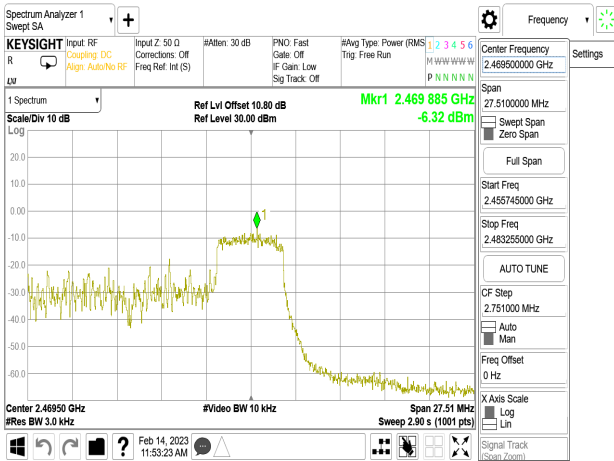 Spectrum Analyzer 1
Swept SA
Frequency
KEYSIGHT
R
LXI
Input: RF
Coupling: DC
Align: Auto/No RF
Input Z: 50 Ω
Corrections: Off
Freq Ref: Int (S)
#Atten: 30 dB
PNO: Fast
Gate: Off
IF Gain: Low
Sig Track: Off
#Avg Type: Power (RMS
Trig: Free Run
1 2 3 4 5 6
M W W W W W
P N N N N N
1 Spectrum
Scale/Div 10 dB
Ref Lvl Offset 10.80 dB
Ref Level 30.00 dBm
Mkr1 2.469 885 GHz
-6.32 dBm
Log
20.0
10.0
0.00
-10.0
-20.0
-30.0
-40.0
-50.0
-60.0
1
Center 2.46950 GHz
#Res BW 3.0 kHz
#Video BW 10 kHz
Span 27.51 MHz
Sweep 2.90 s (1001 pts)
Feb 14, 2023
11:53:23 AM
Center Frequency
2.469500000 GHz
Settings
Span
27.5100000 MHz
Swept Span
Zero Span
Full Span
Start Freq
2.455745000 GHz
Stop Freq
2.483255000 GHz
AUTO TUNE
CF Step
2.751000 MHz
Auto
Man
Freq Offset
0 Hz
X Axis Scale
Log
Lin
Signal Track
(Span Zoom)